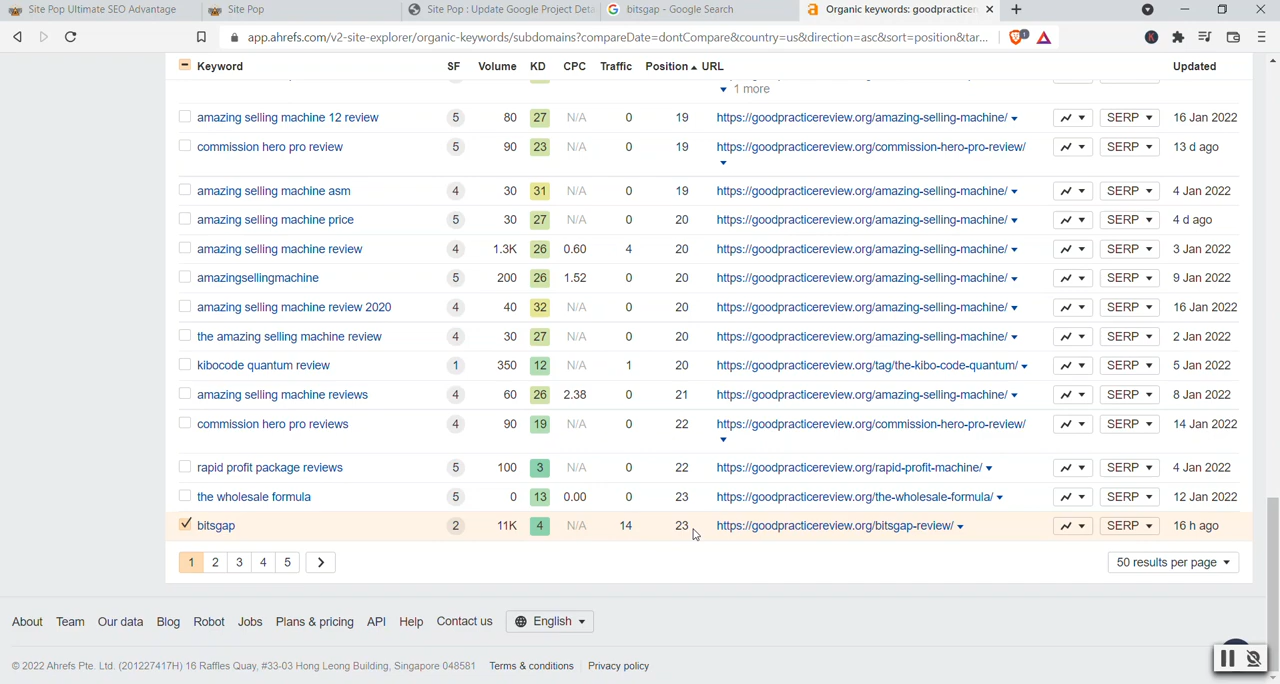 Site Pop Ultimate SEO Advantage
Site Pop
Site Pop : Update Google Project Deta
bitsgap - Google Search
Organic keywords: goodpracticer
app.ahrefs.com/v2-site-explorer/organic-keywords/subdomains?compareDate=dontCompare&country=us&direction=asc&sort=position&tar...
1
K
Keyword SF Volume KD CPC Traffic Position URL Updated
1 more
amazing selling machine 12 review 5 80 27 N/A 0 19 https://goodpracticereview.org/amazing-selling-machine/ SERP 16 Jan 2022
commission hero pro review 5 90 23 N/A 0 19 https://goodpracticereview.org/commission-hero-pro-review/ SERP 13 d ago
amazing selling machine asm 4 30 31 N/A 0 19 https://goodpracticereview.org/amazing-selling-machine/ SERP 4 Jan 2022
amazing selling machine price 5 30 27 N/A 0 20 https://goodpracticereview.org/amazing-selling-machine/ SERP 4 d ago
amazing selling machine review 4 1.3K 26 0.60 4 20 https://goodpracticereview.org/amazing-selling-machine/ SERP 3 Jan 2022
amazingsellingmachine 5 200 26 1.52 0 20 https://goodpracticereview.org/amazing-selling-machine/ SERP 9 Jan 2022
amazing selling machine review 2020 4 40 32 N/A 0 20 https://goodpracticereview.org/amazing-selling-machine/ SERP 16 Jan 2022
the amazing selling machine review 4 30 27 N/A 0 20 https://goodpracticereview.org/amazing-selling-machine/ SERP 2 Jan 2022
kibocode quantum review 1 350 12 N/A 1 20 https://goodpracticereview.org/tag/the-kibo-code-quantum/ SERP 5 Jan 2022
amazing selling machine reviews 4 60 26 2.38 0 21 https://goodpracticereview.org/amazing-selling-machine/ SERP 8 Jan 2022
commission hero pro reviews 4 90 19 N/A 0 22 https://goodpracticereview.org/commission-hero-pro-review/ SERP 14 Jan 2022
rapid profit package reviews 5 100 3 N/A 0 22 https://goodpracticereview.org/rapid-profit-machine/ SERP 4 Jan 2022
the wholesale formula 5 0 13 0.00 0 23 https://goodpracticereview.org/the-wholesale-formula/ SERP 12 Jan 2022
bitsgap 2 11K 4 N/A 14 23 https://goodpracticereview.org/bitsgap-review/ SERP 16 h ago
1 2 3 4 5 50 results per page
About Team Our data Blog Robot Jobs Plans & pricing API Help Contact us English
© 2022 Ahrefs Pte. Ltd. (201227417H) 16 Raffles Quay, #33-03 Hong Leong Building, Singapore 048581 Terms & conditions Privacy policy